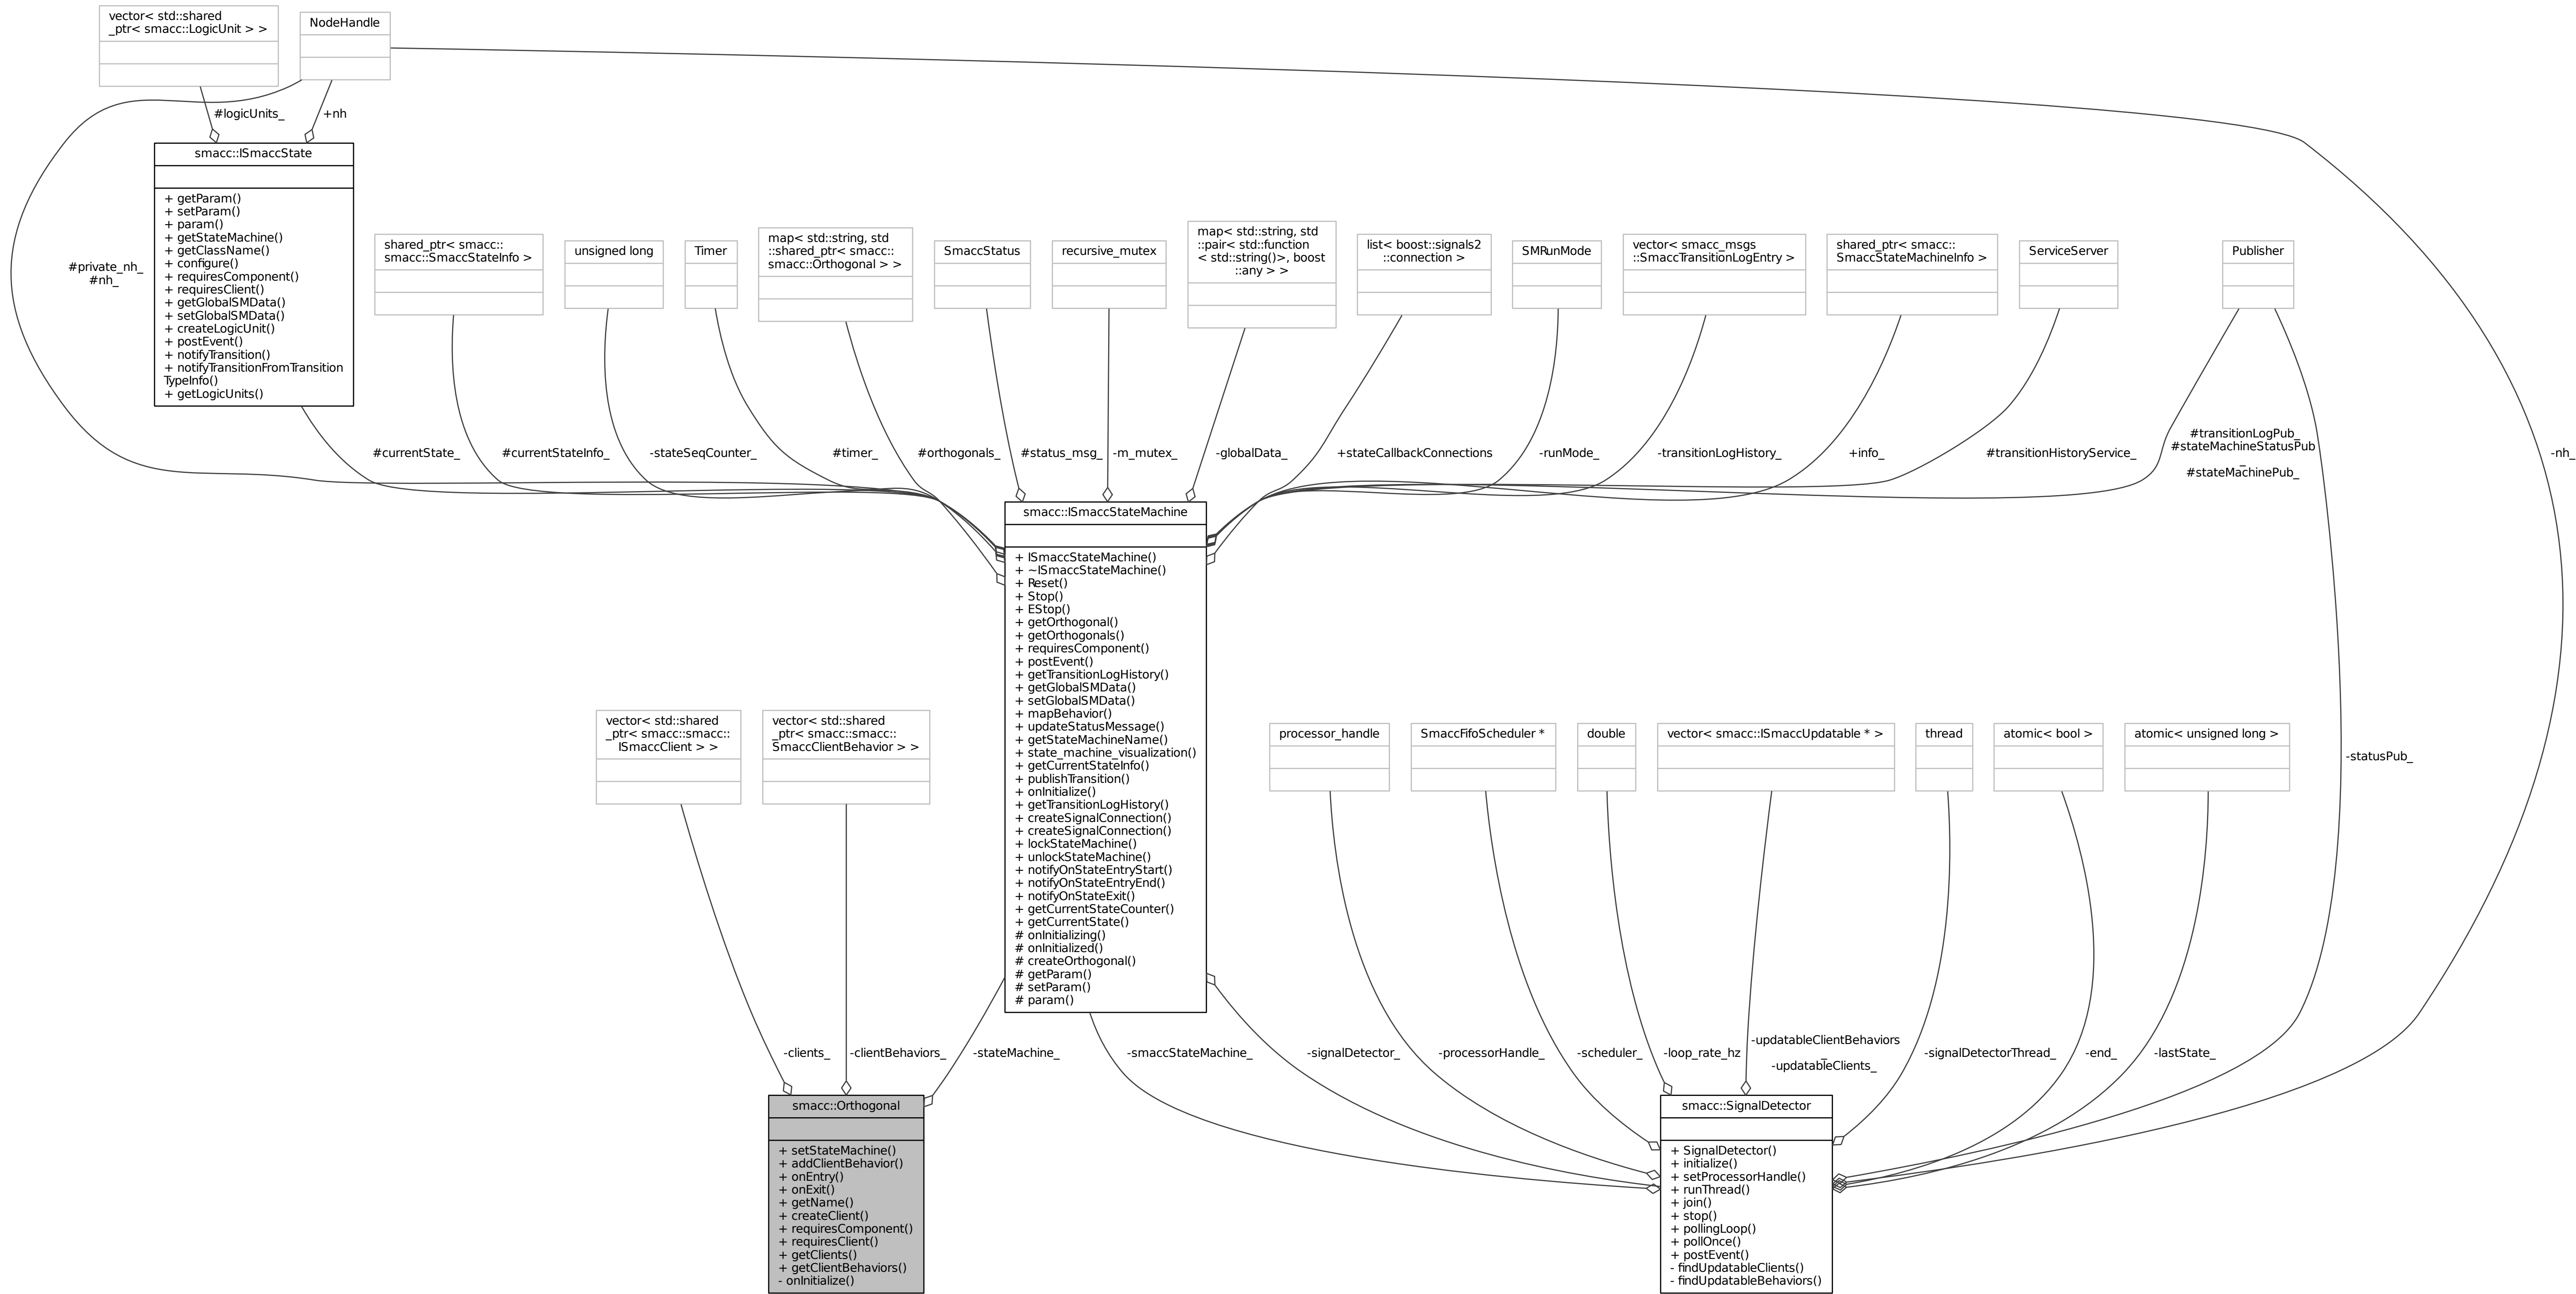 vector< std::shared
_ptr< smacc::LogicUnit > >
NodeHandle
#logicUnits_
+nh
smacc::ISmaccState
+ getParam()
+ setParam()
+ param()
+ getStateMachine()
+ getClassName()
+ configure()
+ requiresComponent()
+ requiresClient()
+ getGlobalSMData()
+ setGlobalSMData()
+ createLogicUnit()
+ postEvent()
+ notifyTransition()
+ notifyTransitionFromTransition
TypeInfo()
+ getLogicUnits()
#private_nh_
#nh_
shared_ptr< smacc::
smacc::SmaccStateInfo >
unsigned long
Timer
map< std::string, std
::shared_ptr< smacc::
smacc::Orthogonal > >
SmaccStatus
recursive_mutex
map< std::string, std
::pair< std::function
< std::string()>, boost
::any > >
list< boost::signals2
::connection >
SMRunMode
vector< smacc_msgs
::SmaccTransitionLogEntry >
shared_ptr< smacc::
SmaccStateMachineInfo >
ServiceServer
Publisher
#currentState_
#currentStateInfo_
-stateSeqCounter_
#timer_
#orthogonals_
#status_msg_
-m_mutex_
-globalData_
+stateCallbackConnections
-runMode_
-transitionLogHistory_
+info_
#transitionHistoryService_
#transitionLogPub_
#stateMachineStatusPub
_
#stateMachinePub_
-nh_
smacc::ISmaccStateMachine
+ ISmaccStateMachine()
+ ~ISmaccStateMachine()
+ Reset()
+ Stop()
+ EStop()
+ getOrthogonal()
+ getOrthogonals()
+ requiresComponent()
+ postEvent()
+ getTransitionLogHistory()
+ getGlobalSMData()
+ setGlobalSMData()
+ mapBehavior()
+ updateStatusMessage()
+ getStateMachineName()
+ state_machine_visualization()
+ getCurrentStateInfo()
+ publishTransition()
+ onInitialize()
+ getTransitionLogHistory()
+ createSignalConnection()
+ createSignalConnection()
+ lockStateMachine()
+ unlockStateMachine()
+ notifyOnStateEntryStart()
+ notifyOnStateEntryEnd()
+ notifyOnStateExit()
+ getCurrentStateCounter()
+ getCurrentState()
# onInitializing()
# onInitialized()
# createOrthogonal()
# getParam()
# setParam()
# param()
vector< std::shared
_ptr< smacc::smacc::
ISmaccClient > >
vector< std::shared
_ptr< smacc::smacc::
SmaccClientBehavior > >
processor_handle
SmaccFifoScheduler *
double
vector< smacc::ISmaccUpdatable * >
thread
atomic< bool >
atomic< unsigned long >
-statusPub_
-clients_
-clientBehaviors_
-stateMachine_
-smaccStateMachine_
-signalDetector_
-processorHandle_
-scheduler_
-loop_rate_hz
-updatableClientBehaviors
_
-updatableClients_
-signalDetectorThread_
-end_
-lastState_
smacc::Orthogonal
+ setStateMachine()
+ addClientBehavior()
+ onEntry()
+ onExit()
+ getName()
+ createClient()
+ requiresComponent()
+ requiresClient()
+ getClients()
+ getClientBehaviors()
- onInitialize()
smacc::SignalDetector
+ SignalDetector()
+ initialize()
+ setProcessorHandle()
+ runThread()
+ join()
+ stop()
+ pollingLoop()
+ pollOnce()
+ postEvent()
- findUpdatableClients()
- findUpdatableBehaviors()